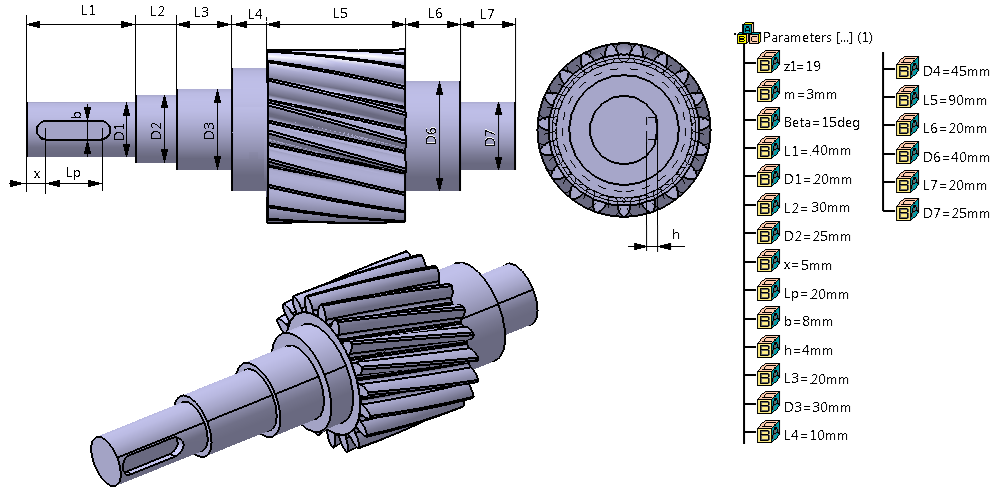 L1 L2 L3 L4 L5 L6 L7
b
D1 D2 D3 D6 D7
x Lp
h
Parameters [...] (1)
z1=19
m=3mm
Beta=15deg
L1=.40mm
D1=20mm
L2=30mm
D2=25mm
x=5mm
Lp=20mm
b=8mm
h=4mm
L3=20mm
D3=30mm
L4=10mm
D4=45mm
L5=90mm
L6=20mm
D6=40mm
L7=20mm
D7=25mm